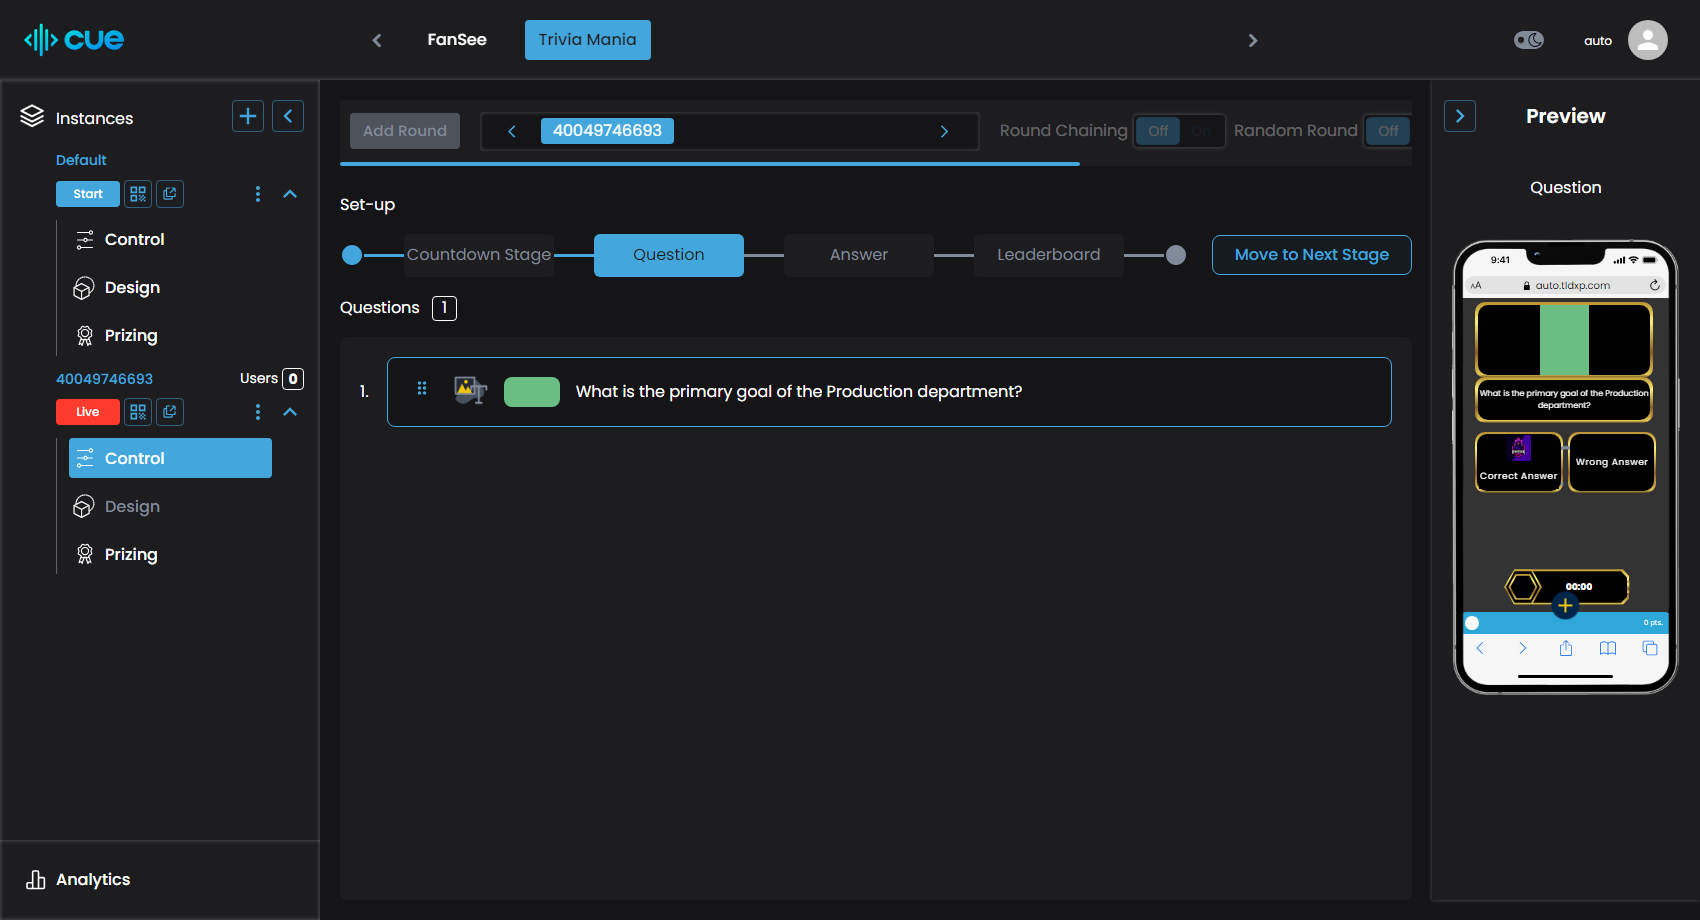 cue
FanSee
Trivia Mania
auto
Instances
Default
Start
Control
Design
Prizing
40049746693
Users 0
Live
Control
Design
Prizing
Analytics
Add Round
40049746693
Round Chaining
Off
On
Random Round
Off
Set-up
Countdown Stage
Question
Answer
Leaderboard
Move to Next Stage
Questions 1
1.
What is the primary goal of the Production department?
Preview
Question
9:41
AA
auto.tldxp.com
What is the primary goal of the Production
department?
Correct Answer
Wrong Answer
00:00
0 pts.